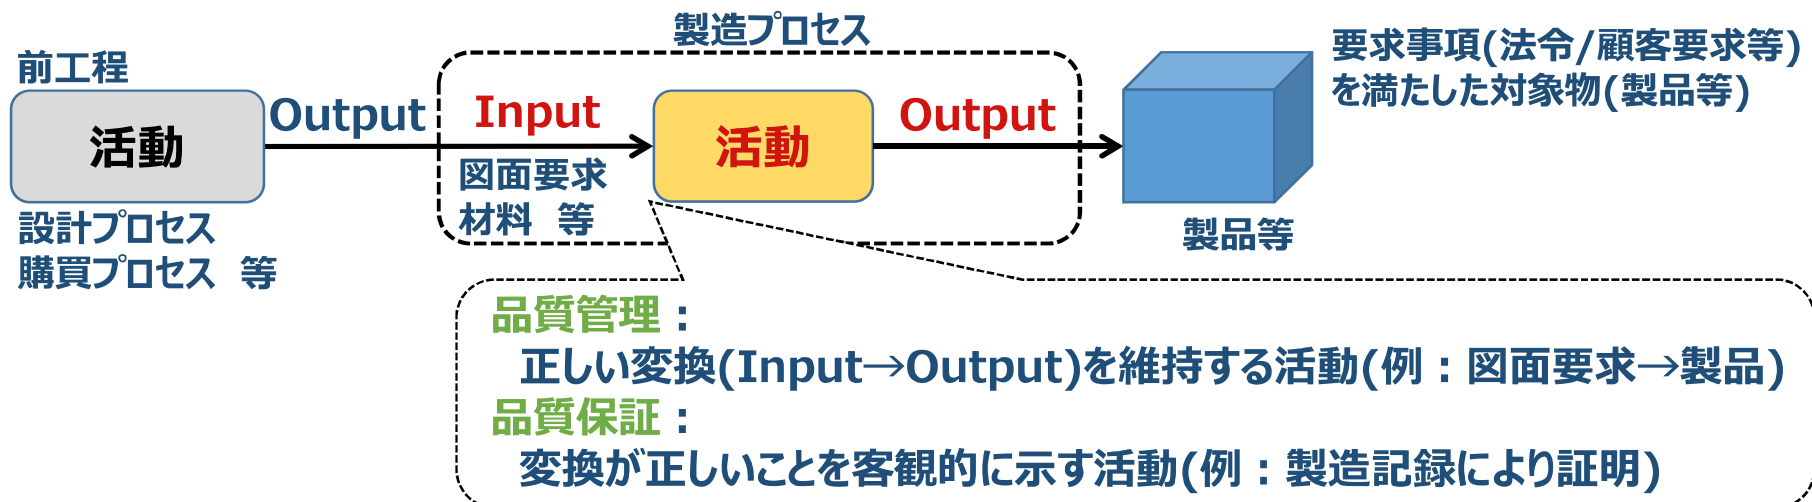 製造プロセス
前工程
活動
設計プロセス
購買プロセス 等
Output
Input
図面要求
材料 等
活動
Output
要求事項(法令/顧客要求等)
を満たした対象物(製品等)
製品等
品質管理：
正しい変換(Input→Output)を維持する活動(例：図面要求→製品)
品質保証：
変換が正しいことを客観的に示す活動(例：製造記録により証明)